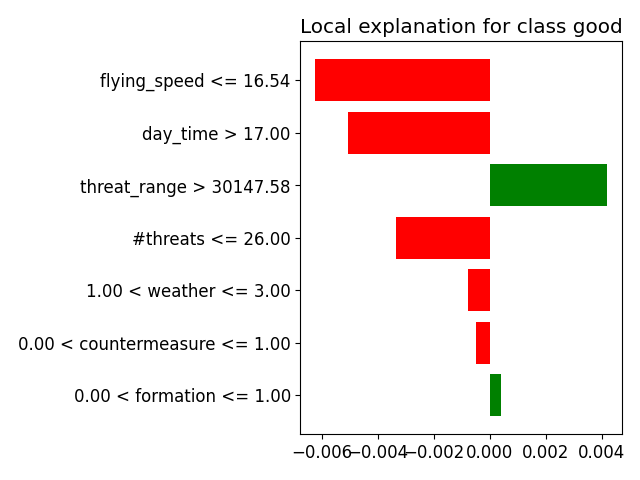 Local explanation for class good
flying_speed <= 16.54
day_time > 17.00
threat_range > 30147.58
#threats <= 26.00
1.00 < weather <= 3.00
0.00 < countermeasure <= 1.00
0.00 < formation <= 1.00
−0.006 −0.004 −0.002 0.000 0.002 0.004